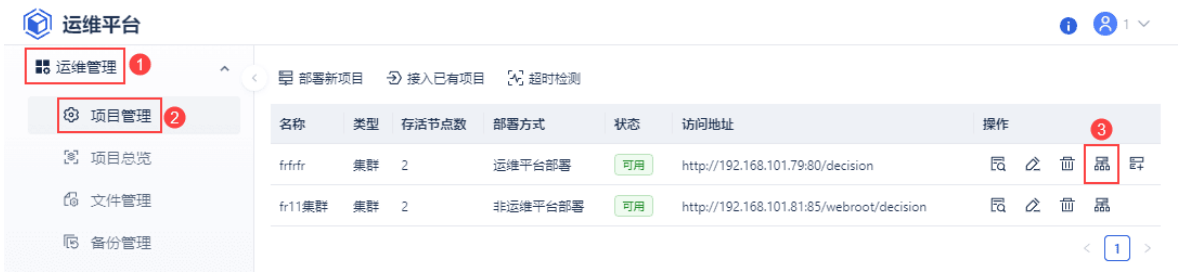 运维平台
1
运维管理 1
部署新项目 接入已有项目 超时检测
项目管理 2
名称 类型 存活节点数 部署方式 状态 访问地址 操作 3
项目总览
frfrfr 集群 2 运维平台部署 可用 http://192.168.101.79:80/decision
文件管理
fr11集群 集群 2 非运维平台部署 可用 http://192.168.101.81:85/webroot/decision
备份管理
< 1 >